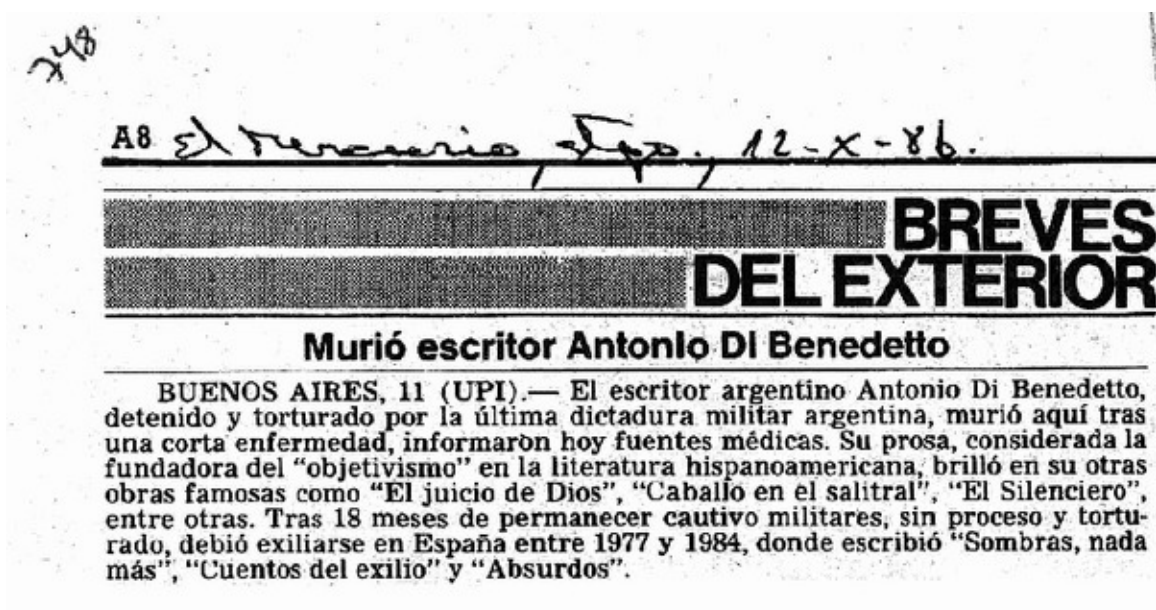 748
A8 El Mercurio, Stgo., 12-X-86.
BREVES
DEL EXTERIOR
Murió escritor Antonio Di Benedetto
BUENOS AIRES, 11 (UPI).— El escritor argentino Antonio Di Benedetto,
detenido y torturado por la última dictadura militar argentina, murió aquí tras
una corta enfermedad, informaron hoy fuentes médicas. Su prosa, considerada la
fundadora del “objetivismo” en la literatura hispanoamericana, brilló en su otras
obras famosas como “El juicio de Dios”, “Caballo en el salitral”, “El Silenciero”,
entre otras. Tras 18 meses de permanecer cautivo militares, sin proceso y tortu-
rado, debió exiliarse en España entre 1977 y 1984, donde escribió “Sombras, nada
más”, “Cuentos del exilio” y “Absurdos”.